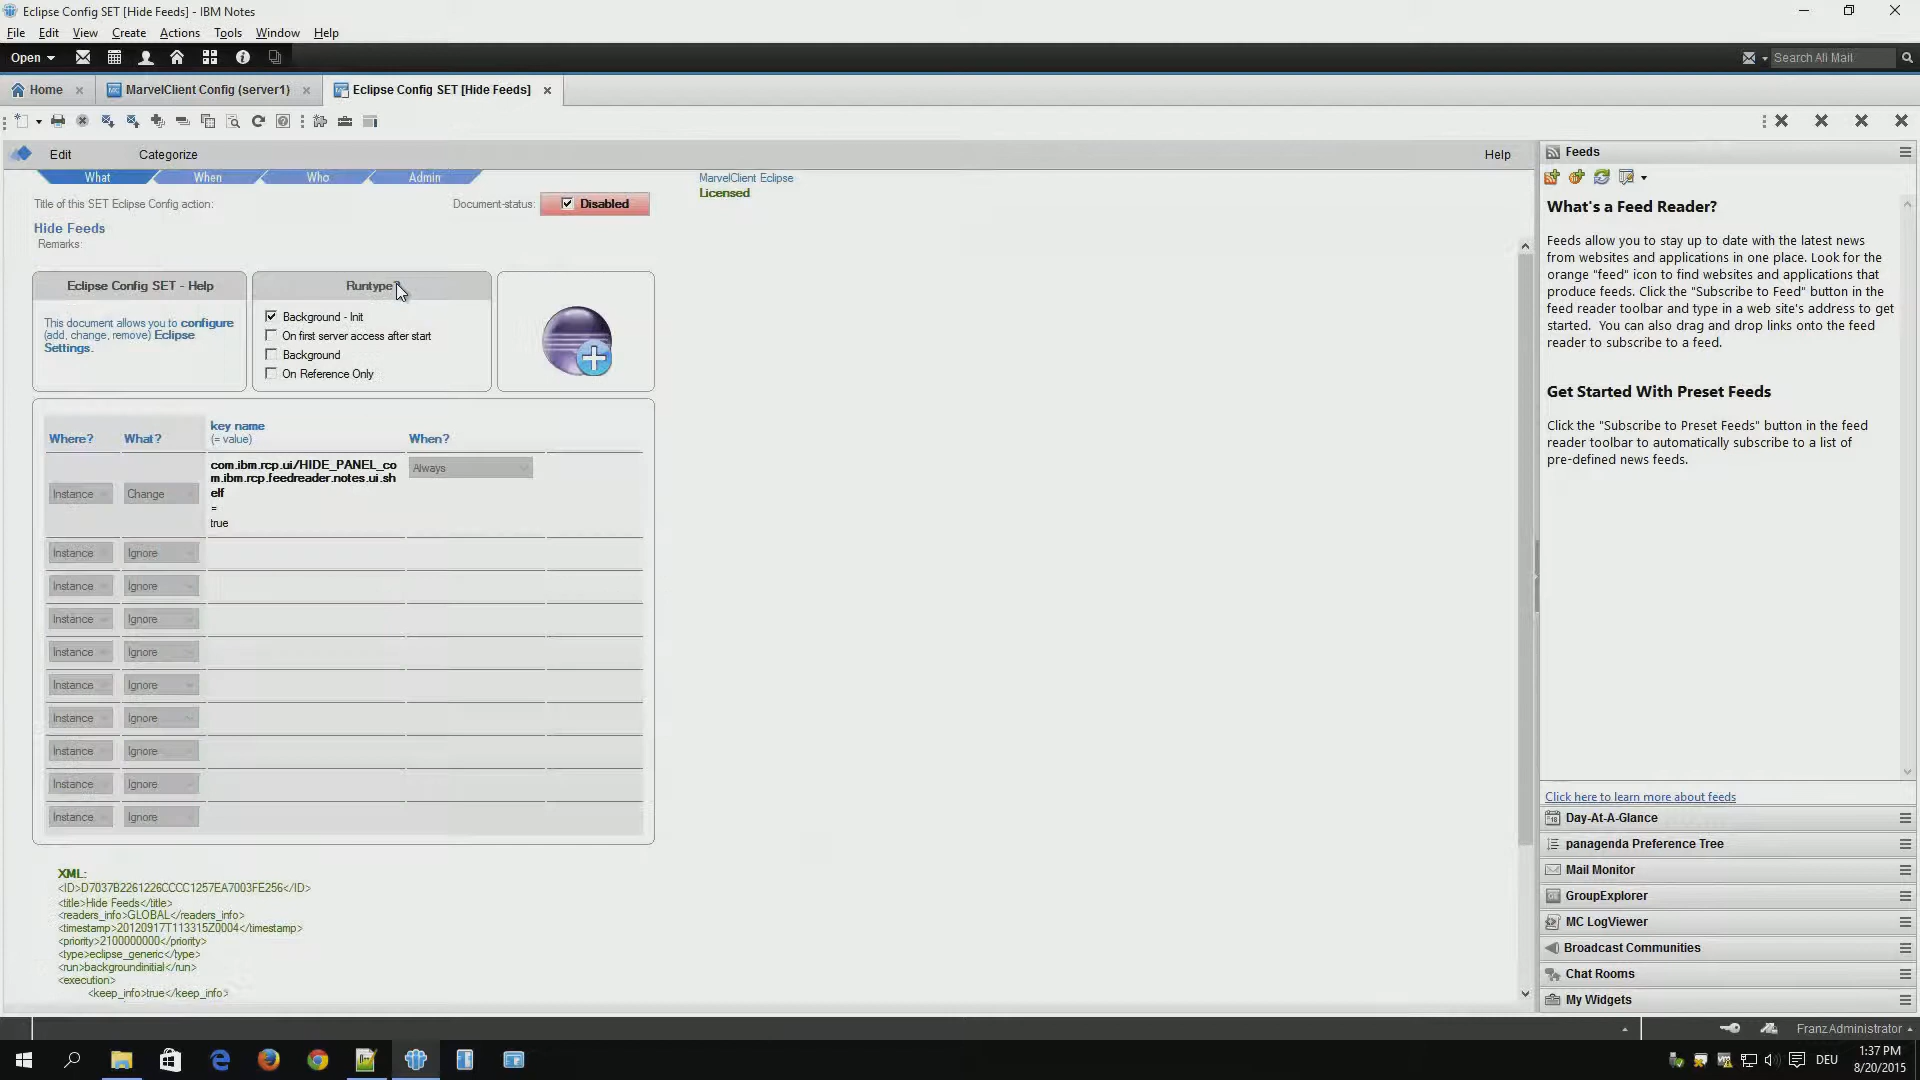 Eclipse Config SET [Hide Feeds] - IBM Notes
File Edit View Create Actions Tools Window Help
Open
Search All Mail
Home
MarvelClient Config (server1)
Eclipse Config SET [Hide Feeds]
Edit Categorize Help
What When Who Admin
MarvelClient Eclipse
Licensed
Title of this SET Eclipse Config action:
Document-status:
Disabled
Hide Feeds
Remarks:
Eclipse Config SET - Help
This document allows you to configure
(add, change, remove) Eclipse
Settings.
Runtype
Background - Init
On first server access after start
Background
On Reference Only
Where? What? key name
(= value) When?
Instance Change com.ibm.rcp.ui/HIDE_PANEL_co
m.ibm.rcp.feedreader.notes.ui.sh
elf
=
true
Always
Instance Ignore
Instance Ignore
Instance Ignore
Instance Ignore
Instance Ignore
Instance Ignore
Instance Ignore
Instance Ignore
Instance Ignore
XML:
<ID>D7037B2261226CCCC1257EA7003FE256</ID>
<title>Hide Feeds</title>
<readers_info>GLOBAL</readers_info>
<timestamp>20120917T113315Z0004</timestamp>
<priority>2100000000</priority>
<type>eclipse_generic</type>
<run>backgroundinitial</run>
<execution>
<keep_info>true</keep_info>
Feeds
What's a Feed Reader?
Feeds allow you to stay up to date with the latest news
from websites and applications in one place. Look for the
orange "feed" icon to find websites and applications that
produce feeds. Click the "Subscribe to Feed" button in the
feed reader toolbar and type in a web site's address to get
started.  You can also drag and drop links onto the feed
reader to subscribe to a feed.
Get Started With Preset Feeds
Click the "Subscribe to Preset Feeds" button in the feed
reader toolbar to automatically subscribe to a list of
pre-defined news feeds.
Click here to learn more about feeds
Day-At-A-Glance
panagenda Preference Tree
Mail Monitor
GroupExplorer
MC LogViewer
Broadcast Communities
Chat Rooms
My Widgets
FranzAdministrator
DEU
1:37 PM
8/20/2015